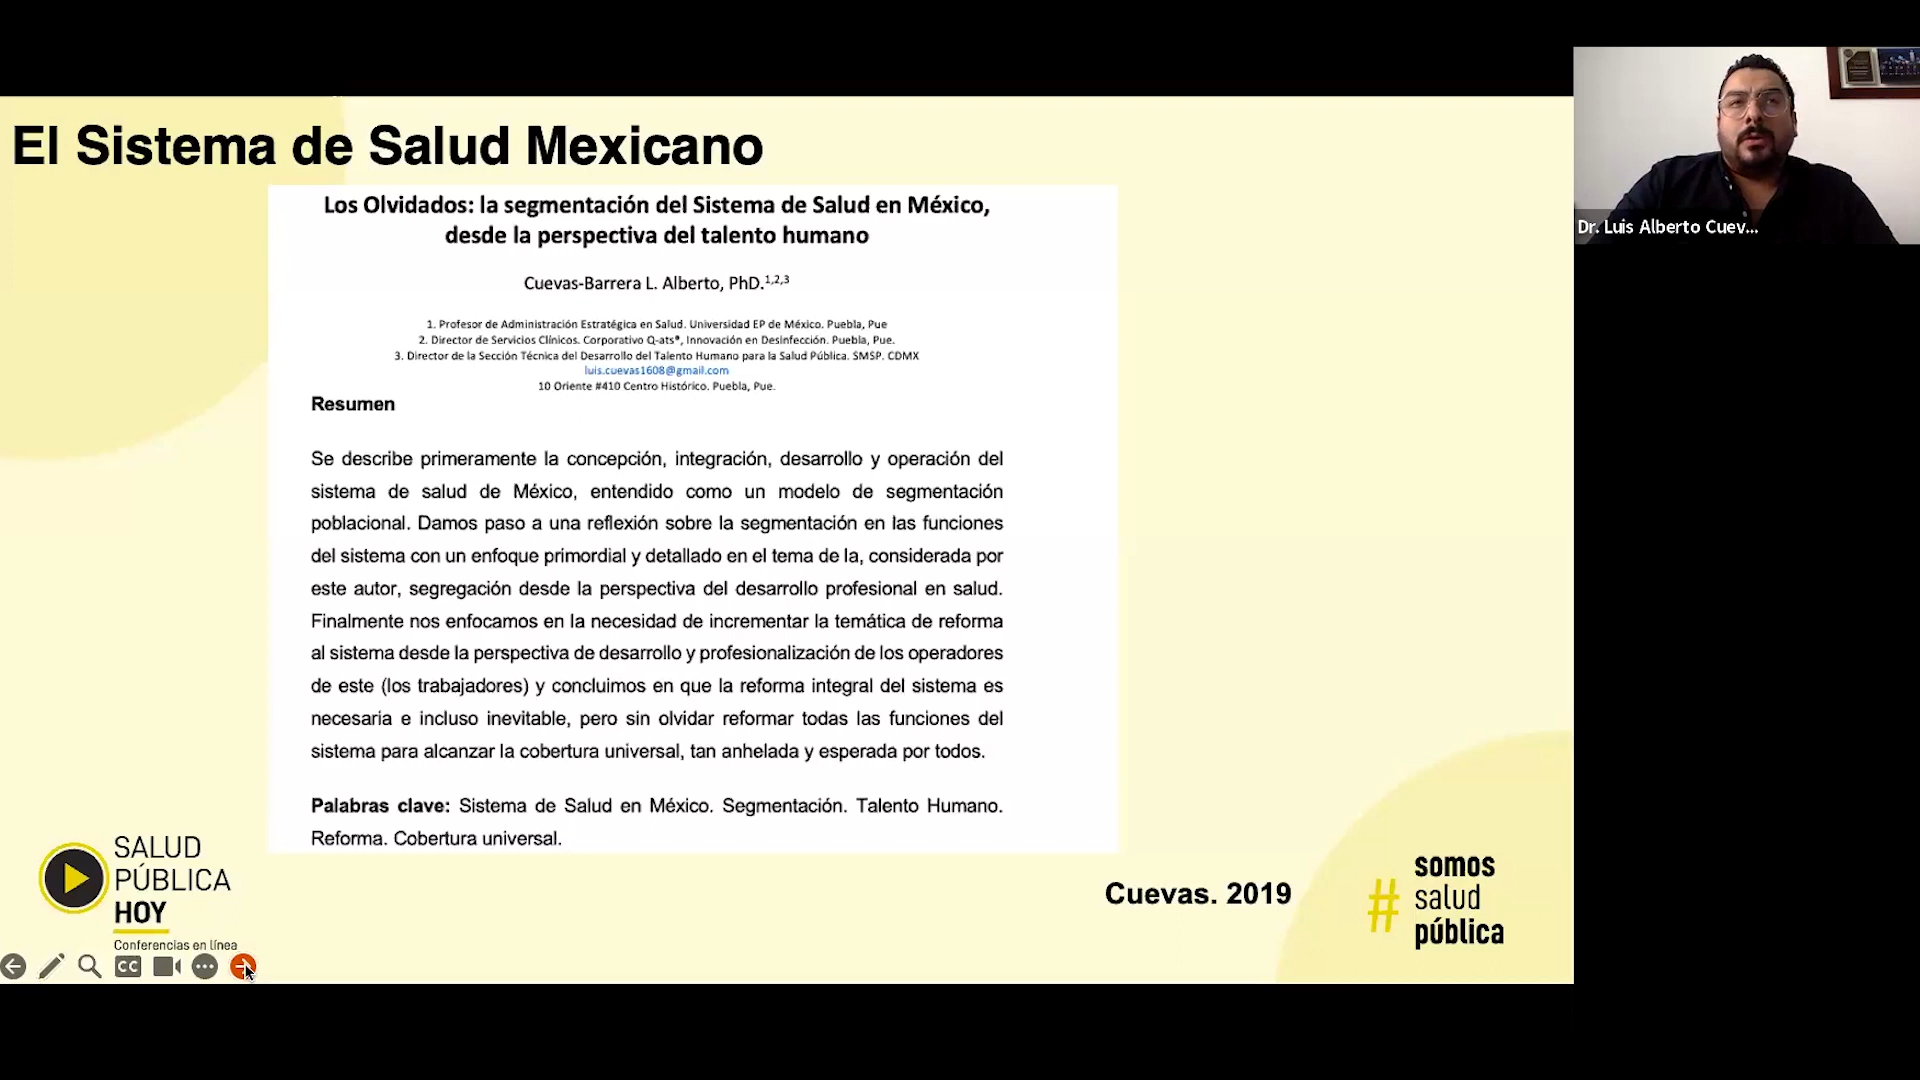 El Sistema de Salud Mexicano
Los Olvidados: la segmentación del Sistema de Salud en México,
desde la perspectiva del talento humano
Cuevas-Barrera L. Alberto, PhD.1,2,3
1. Profesor de Administración Estratégica en Salud. Universidad EP de México. Puebla, Pue
2. Director de Servicios Clínicos. Corporativo Q-ats®, Innovación en Desinfección. Puebla, Pue.
3. Director de la Sección Técnica del Desarrollo del Talento Humano para la Salud Pública. SMSP. CDMX
luis.cuevas1608@gmail.com
10 Oriente #410 Centro Histórico. Puebla, Pue.
Resumen
Se describe primeramente la concepción, integración, desarrollo y operación del
sistema de salud de México, entendido como un modelo de segmentación
poblacional. Damos paso a una reflexión sobre la segmentación en las funciones
del sistema con un enfoque primordial y detallado en el tema de la, considerada por
este autor, segregación desde la perspectiva del desarrollo profesional en salud.
Finalmente nos enfocamos en la necesidad de incrementar la temática de reforma
al sistema desde la perspectiva de desarrollo y profesionalización de los operadores
de este (los trabajadores) y concluimos en que la reforma integral del sistema es
necesaria e incluso inevitable, pero sin olvidar reformar todas las funciones del
sistema para alcanzar la cobertura universal, tan anhelada y esperada por todos.
Palabras clave: Sistema de Salud en México. Segmentación. Talento Humano.
Reforma. Cobertura universal.
Cuevas. 2019
SALUD
PÚBLICA
HOY
Conferencias en línea
CC
#
somos
salud
pública
Dr. Luis Alberto Cuev...